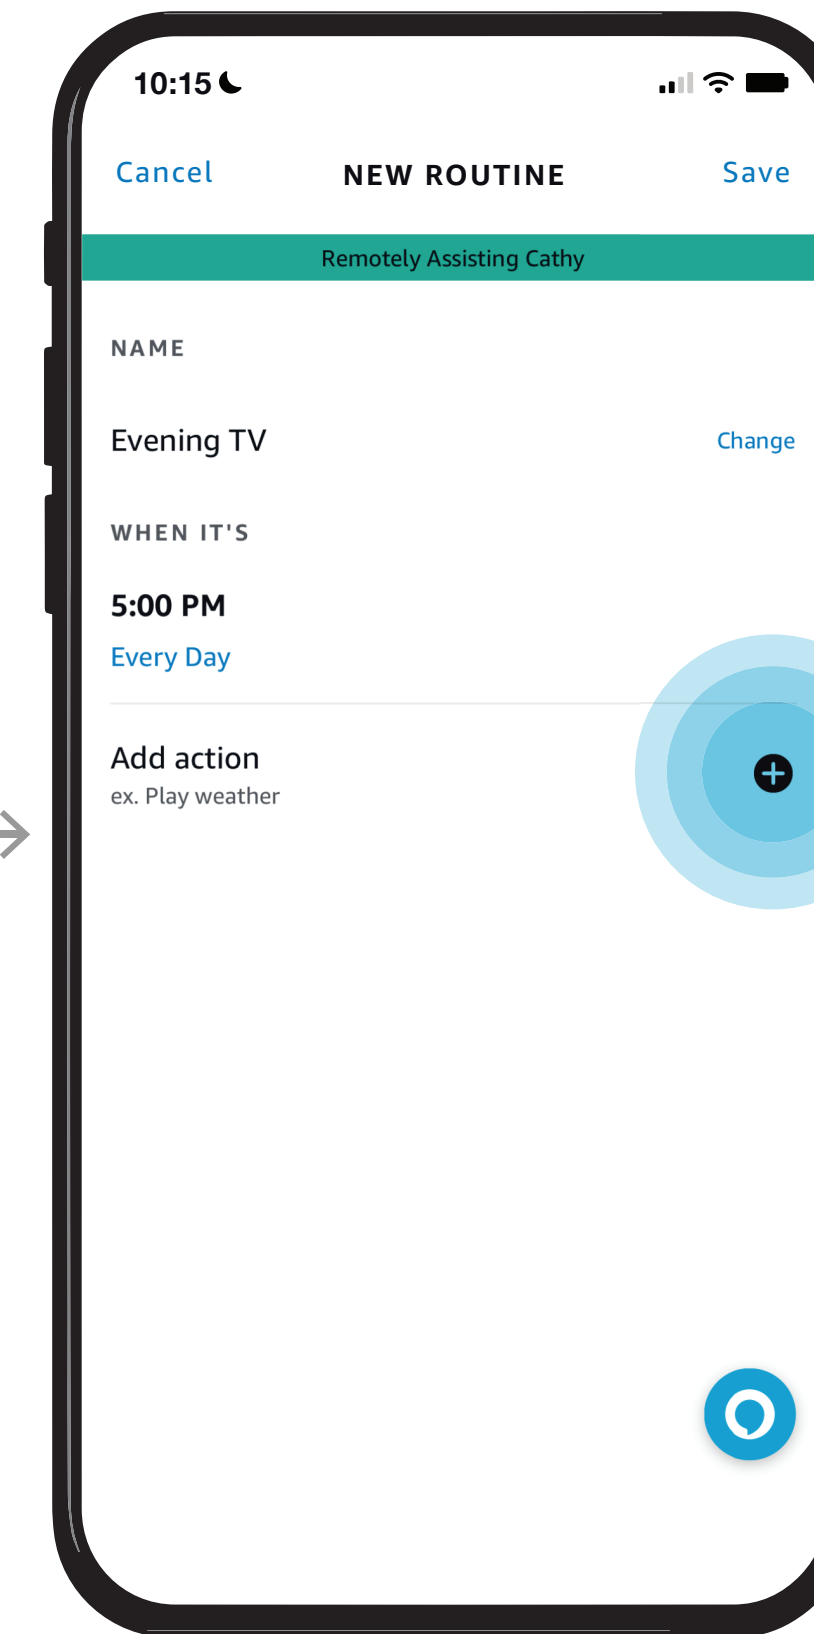 10:15
Cancel NEW ROUTINE Save
Remotely Assisting Cathy
NAME
Evening TV Change
WHEN IT'S
5:00 PM
Every Day
Add action
ex. Play weather